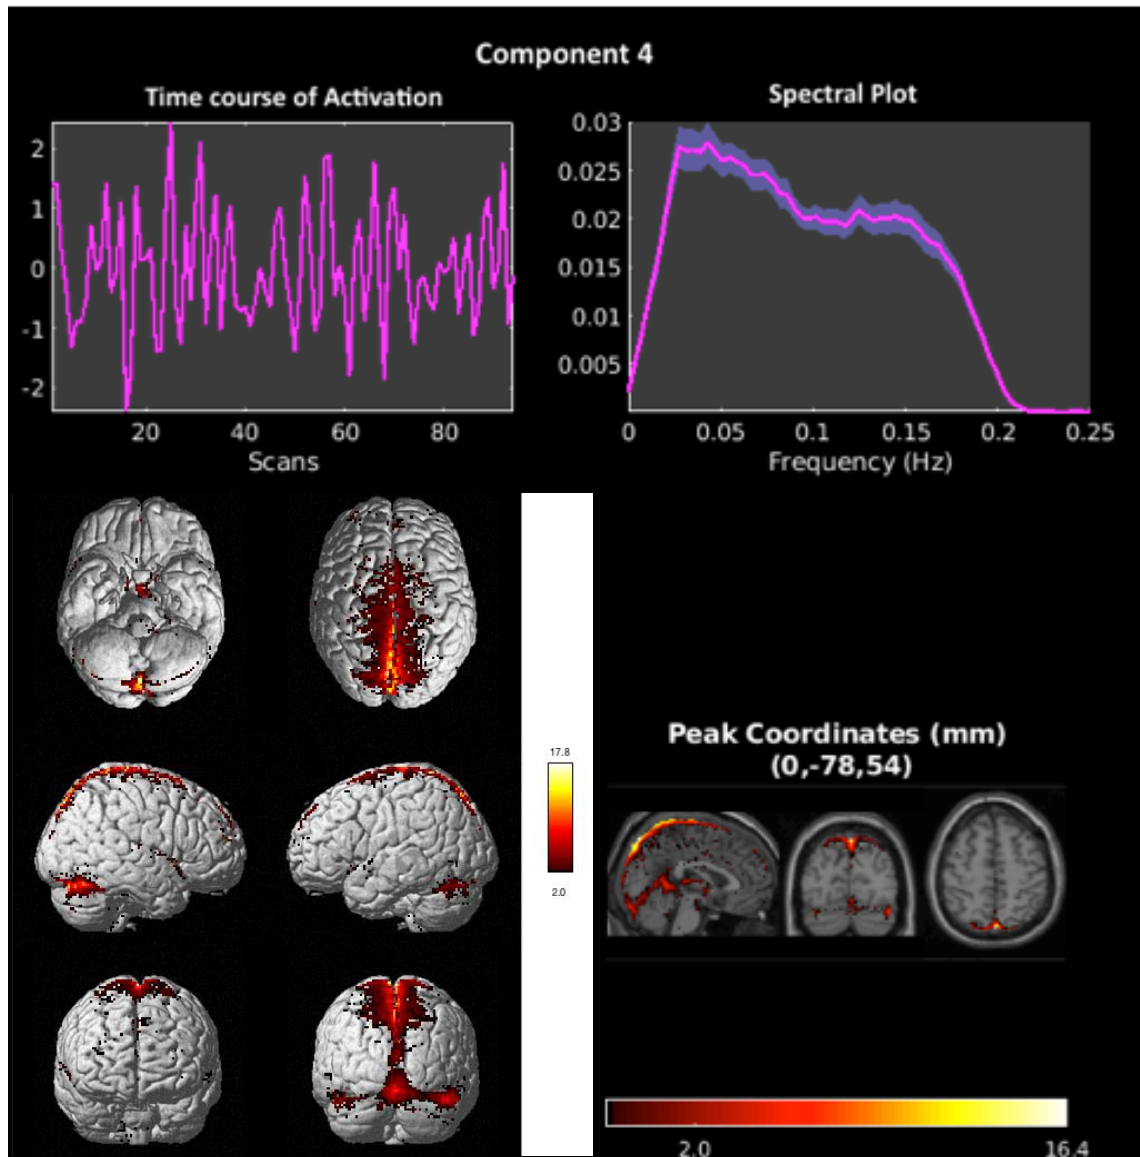 Component 4
Time course of Activation
2
1
0
-1
-2
20 40 60 80
Scans
Spectral Plot
0.03
0.025
0.02
0.015
0.01
0.005
0 0.05 0.1 0.15 0.2 0.25
Frequency (Hz)
17.8
2.0
Peak Coordinates (mm)
(0,-78,54)
2.0 16.4